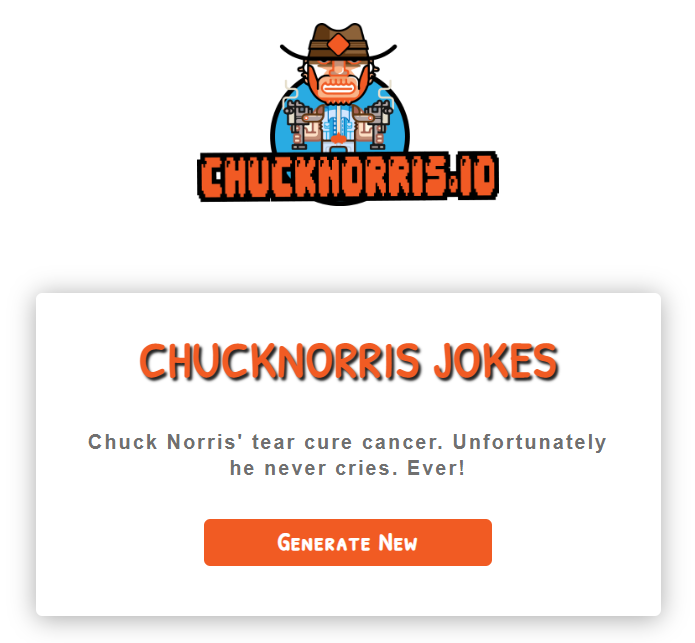 CHUCKNORRIS.IO
CHUCKNORRIS JOKES
Chuck Norris' tear cure cancer. Unfortunately
he never cries. Ever!
Generate New